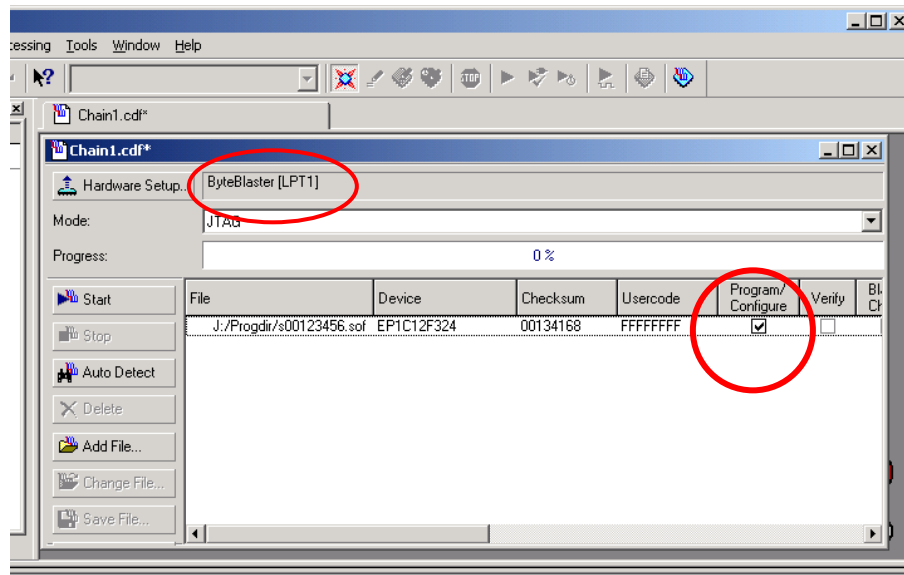 cessing Tools Window Help
Chain1.cdf*
Chain1.cdf*
Hardware Setup.. ByteBlaster [LPT1]
Mode: JTAG
Progress: 0 %
Start
Stop
Auto Detect
Delete
Add File...
Change File...
Save File...
File Device Checksum Usercode Program/ Verify Bl
Configure Ch
J:/Progdir/s00123456.sof EP1C12F324 00134168 FFFFFFFF